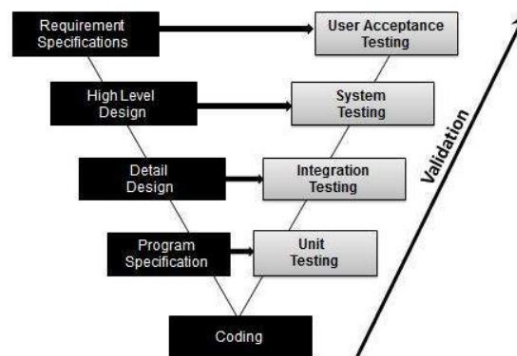 Requirement
Specifications
User Acceptance
Testing
High Level
Design
System
Testing
Detail
Design
Integration
Testing
Program
Specification
Unit
Testing
Coding
Validation